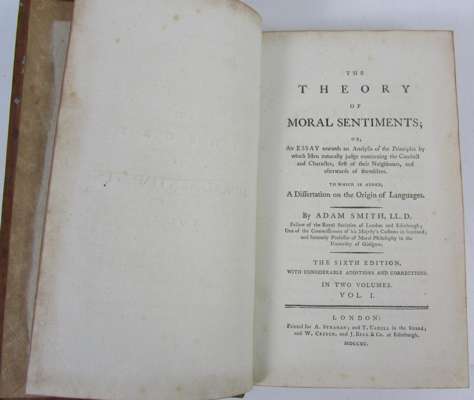 THE
THEORY
OF
MORAL SENTIMENTS;
OR,
An ESSAY towards an Analysis of the Principles by
which Men naturally judge concerning the Conduct
and Character, first of their Neighbours, and
afterwards of themselves.
TO WHICH IS ADDED,
A Dissertation on the Origin of Languages.
By ADAM SMITH, LL.D.
Fellow of the Royal Societies of London and Edinburgh;
One of the Commissioners of his Majesty's Customs in Scotland;
and formerly Professor of Moral Philosophy in the
University of Glasgow.
THE SIXTH EDITION,
WITH CONSIDERABLE ADDITIONS AND CORRECTIONS.
IN TWO VOLUMES.
VOL. I.
LONDON:
Printed for A. STRAHAN; and T. CADELL in the Strand;
and W. CREECH, and J. BELL & Co. at Edinburgh.
MDCCXC.